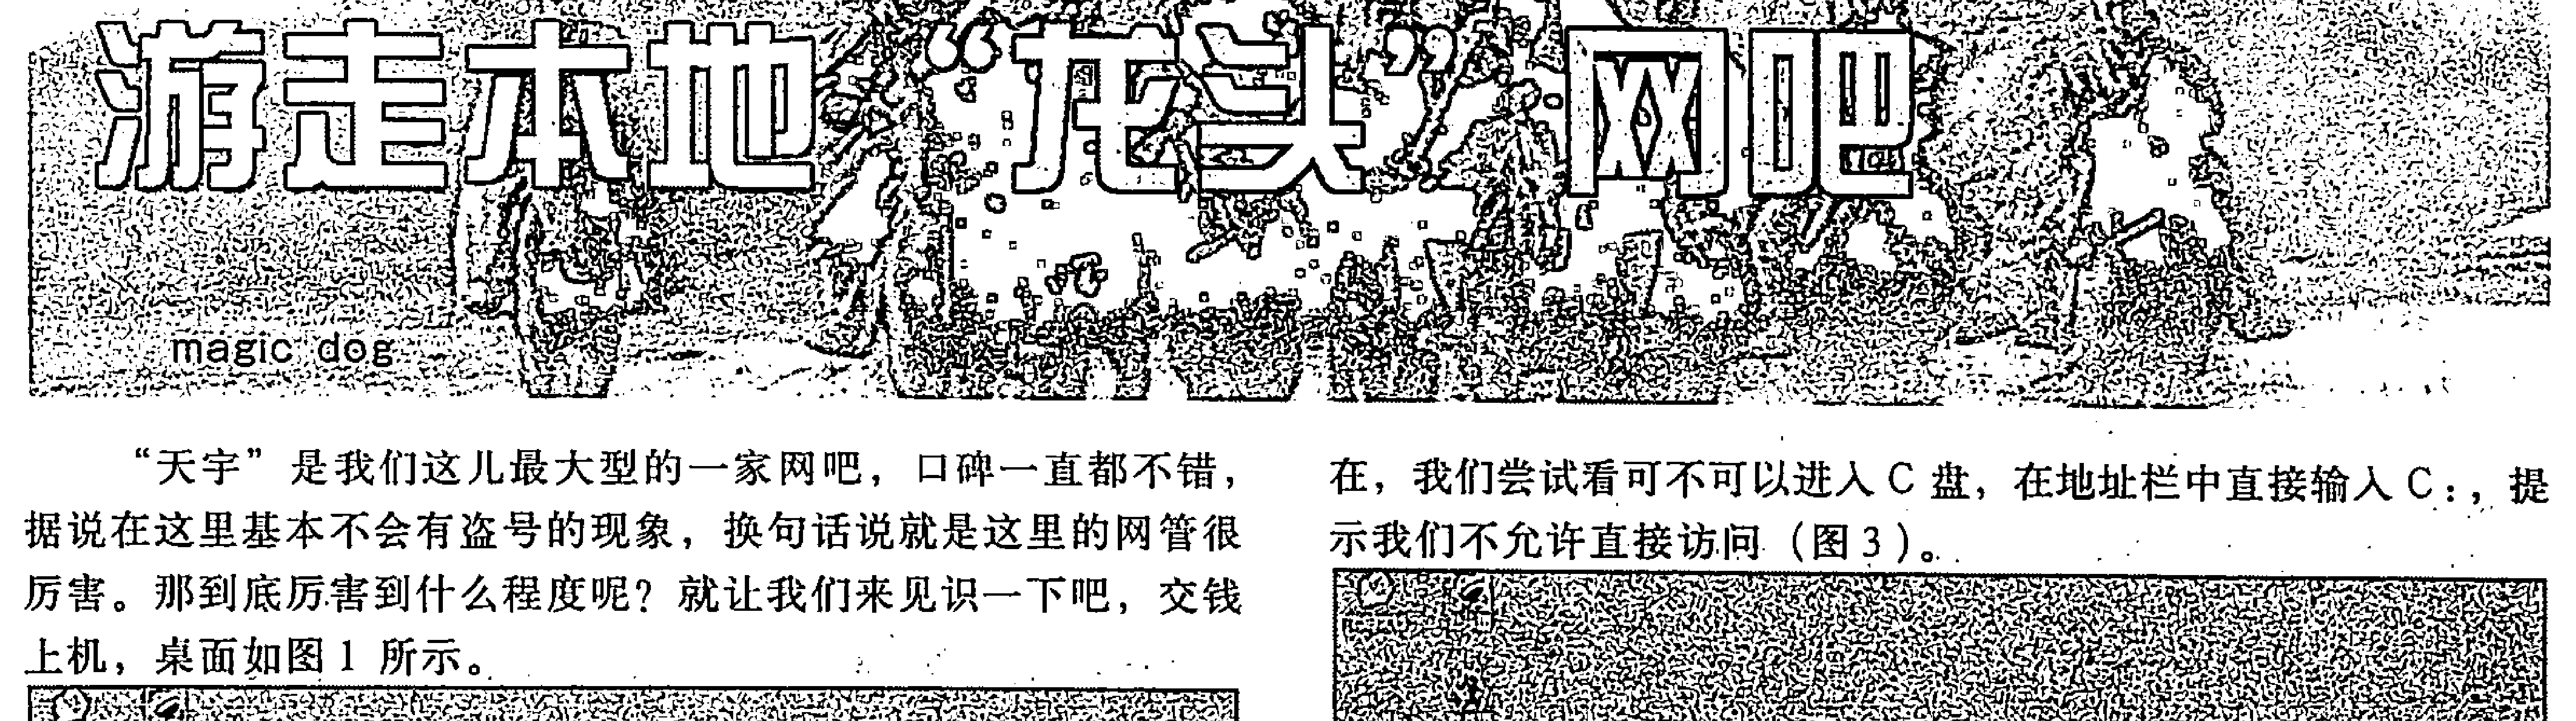 游走本地“龙头”网吧
magic dog
“天宇”是我们这儿最大型的一家网吧，口碑一直都不错，
据说在这里基本不会有盗号的现象，换句话说就是这里的网管很
厉害。那到底厉害到什么程度呢？就让我们来见识一下吧，交钱
上机，桌面如图1 所示。
在，我们尝试看可不可以进入 C 盘，在地址栏中直接输入 C：，提
示我们不允许直接访问（图3）。